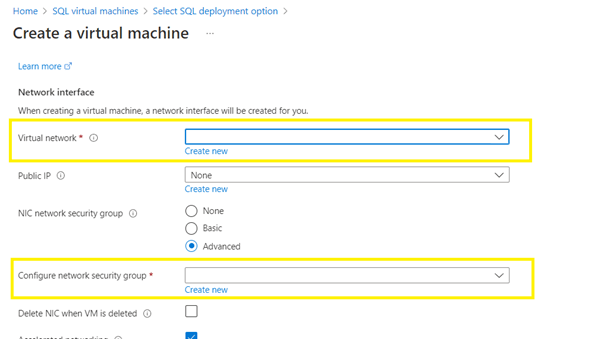 Home > SQL virtual machines > Select SQL deployment option >
Create a virtual machine ...
Learn more
Network interface
When creating a virtual machine, a network interface will be created for you.
Virtual network *
Create new
Public IP
None
Create new
NIC network security group
None
Basic
Advanced
Configure network security group *
Create new
Delete NIC when VM is deleted
Accelerated networking